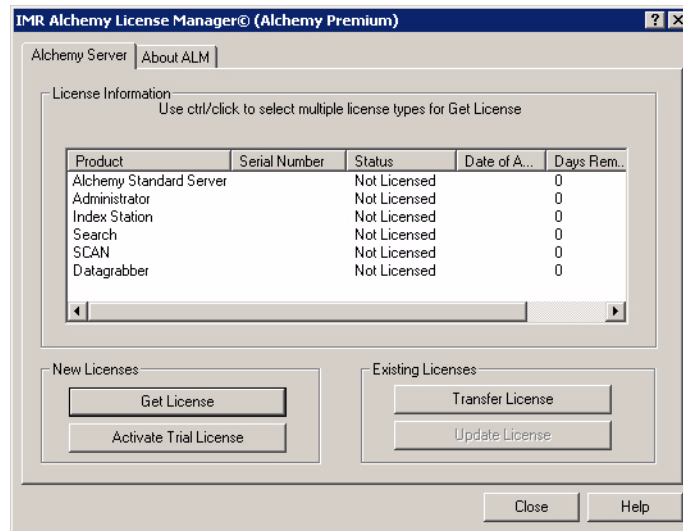 IMR Alchemy License Manager© (Alchemy Premium)
Alchemy Server About ALM
License Information
Use ctrl/click to select multiple license types for Get License
Product Serial Number Status Date of A... Days Rem..
Alchemy Standard Server Not Licensed 0
Administrator Not Licensed 0
Index Station Not Licensed 0
Search Not Licensed 0
SCAN Not Licensed 0
Datagrabber Not Licensed 0
New Licenses Existing Licenses
Get License Transfer License
Activate Trial License Update License
Close Help